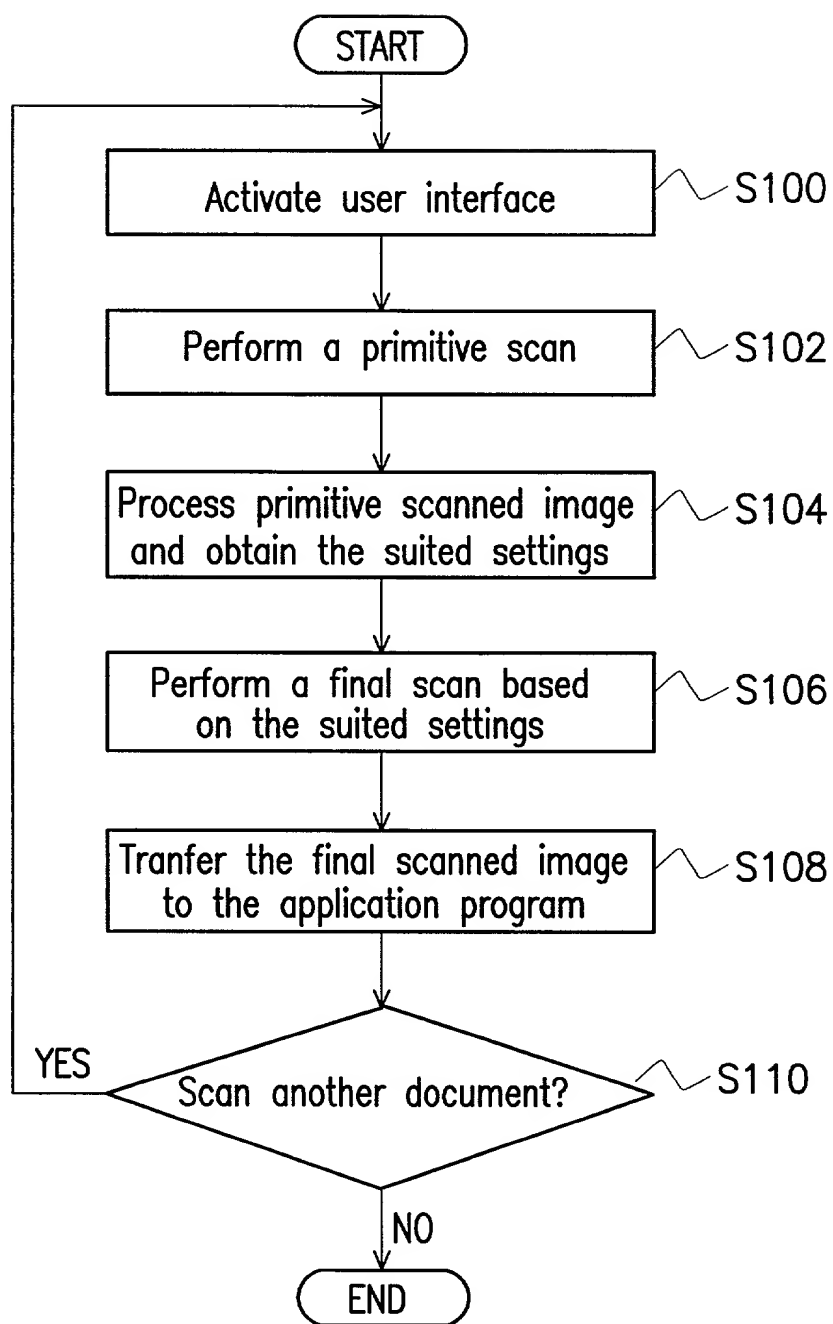 START
Activate user interface
S100
Perform a primitive scan
S102
Process primitive scanned image
and obtain the suited settings
S104
Perform a final scan based
on the suited settings
S106
Tranfer the final scanned image
to the application program
S108
YES
Scan another document?
S110
NO
END